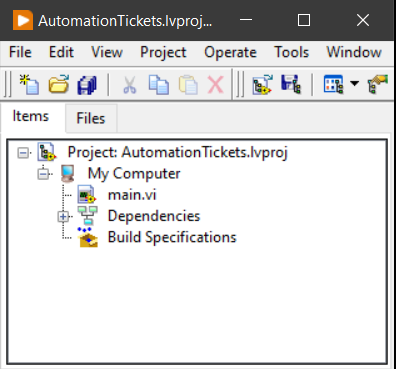 AutomationTickets.lvproj...
File Edit View Project Operate Tools Window
Items Files
Project: AutomationTickets.lvproj
My Computer
main.vi
Dependencies
Build Specifications